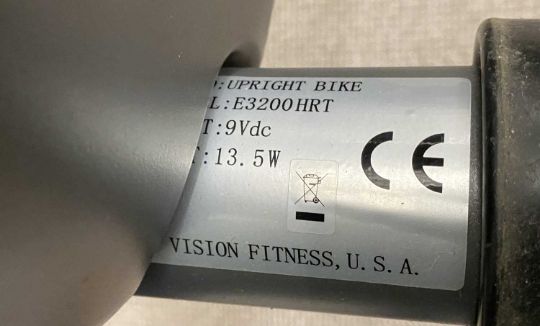 :UPRIGHT BIKE
L:E3200HRT
T:9Vdc
T:13.5W
CE
VISION FITNESS, U.S.A.